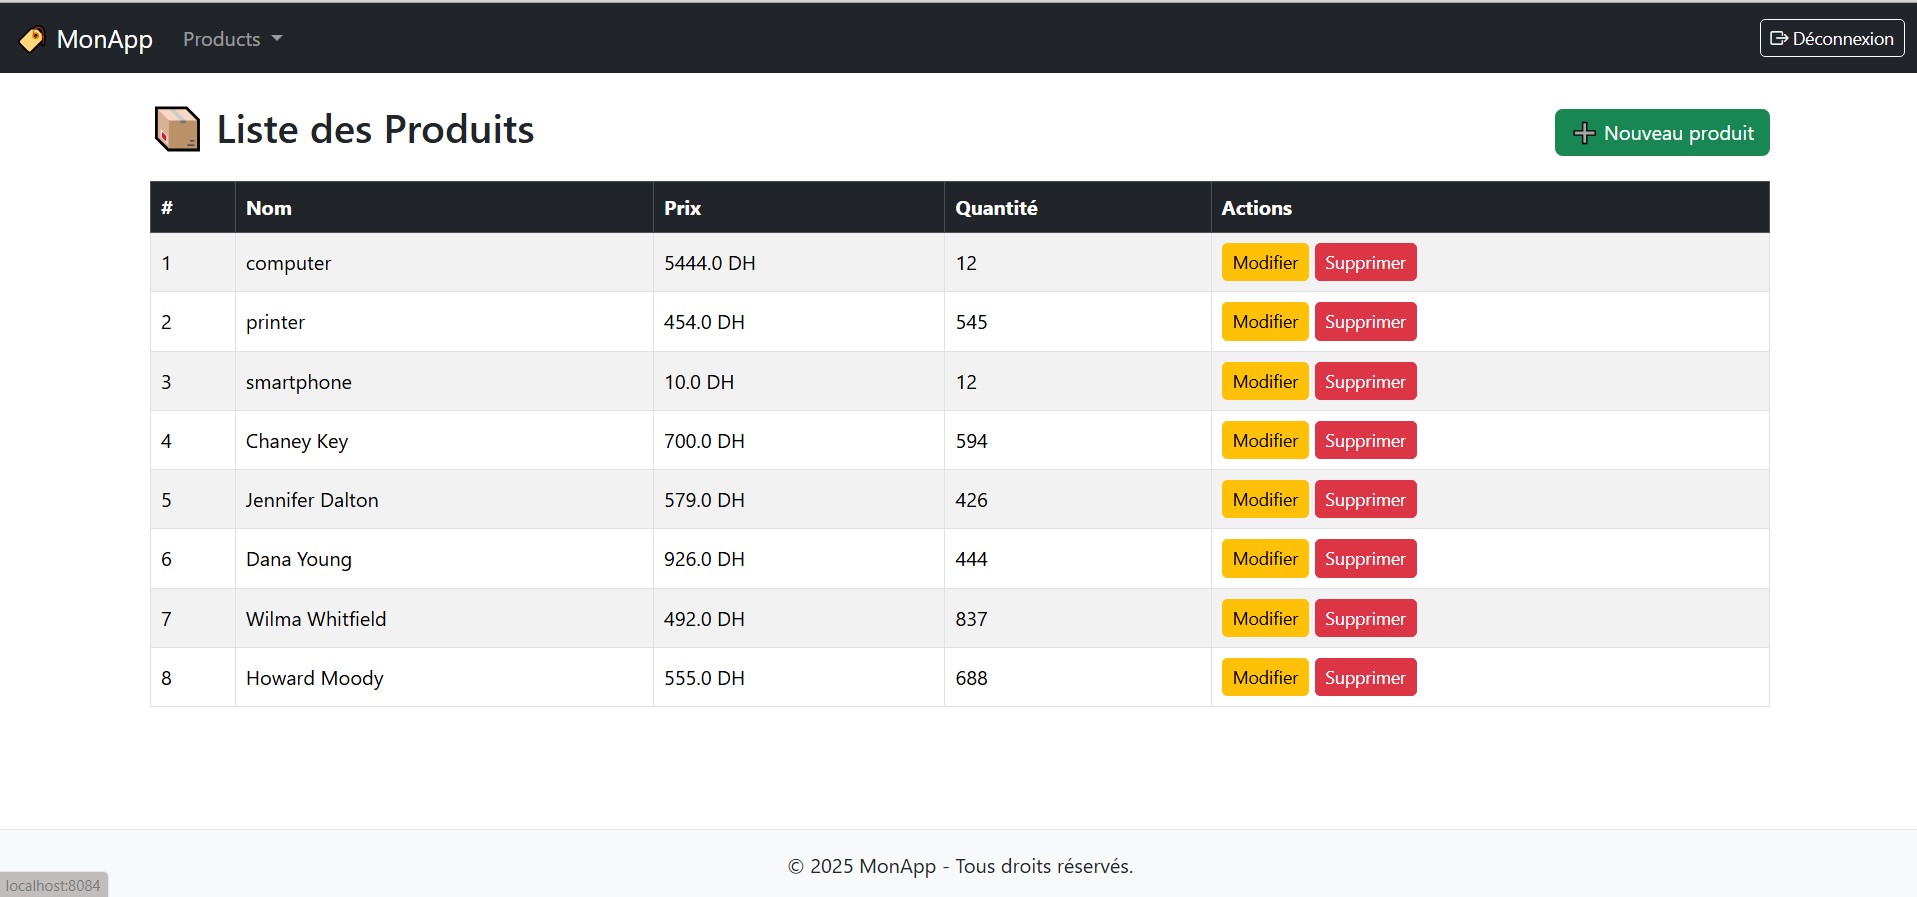 MonApp Products Déconnexion
Liste des Produits
Nouveau produit
# Nom Prix Quantité Actions
1 computer 5444.0 DH 12 Modifier Supprimer
2 printer 454.0 DH 545 Modifier Supprimer
3 smartphone 10.0 DH 12 Modifier Supprimer
4 Chaney Key 700.0 DH 594 Modifier Supprimer
5 Jennifer Dalton 579.0 DH 426 Modifier Supprimer
6 Dana Young 926.0 DH 444 Modifier Supprimer
7 Wilma Whitfield 492.0 DH 837 Modifier Supprimer
8 Howard Moody 555.0 DH 688 Modifier Supprimer
© 2025 MonApp - Tous droits réservés.
localhost:8084